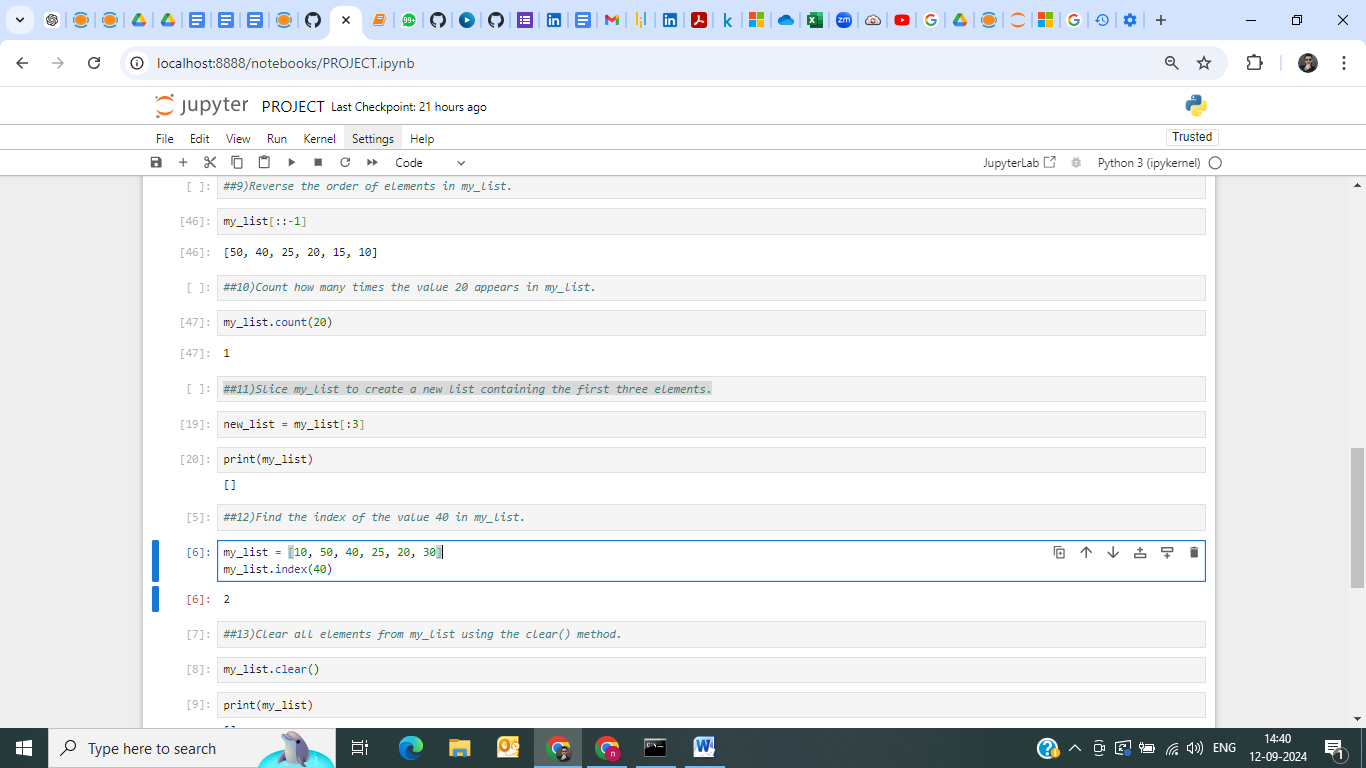 localhost:8888/notebooks/PROJECT.ipynb
jupyter PROJECT Last Checkpoint: 21 hours ago
File Edit View Run Kernel Settings Help
Trusted
Code
JupyterLab
Python 3 (ipykernel)
[ ]: ##9)Reverse the order of elements in my_list.
[46]: my_list[::-1]
[46]: [50, 40, 25, 20, 15, 10]
[ ]: ##10)Count how many times the value 20 appears in my_list.
[47]: my_list.count(20)
[47]: 1
[ ]: ##11)Slice my_list to create a new list containing the first three elements.
[19]: new_list = my_list[:3]
[20]: print(my_list)
[]
[5]: ##12)Find the index of the value 40 in my_list.
[6]: my_list = [10, 50, 40, 25, 20, 30]
my_list.index(40)
[6]: 2
[7]: ##13)Clear all elements from my_list using the clear() method.
[8]: my_list.clear()
[9]: print(my_list)
Type here to search
ENG
14:40
12-09-2024
1